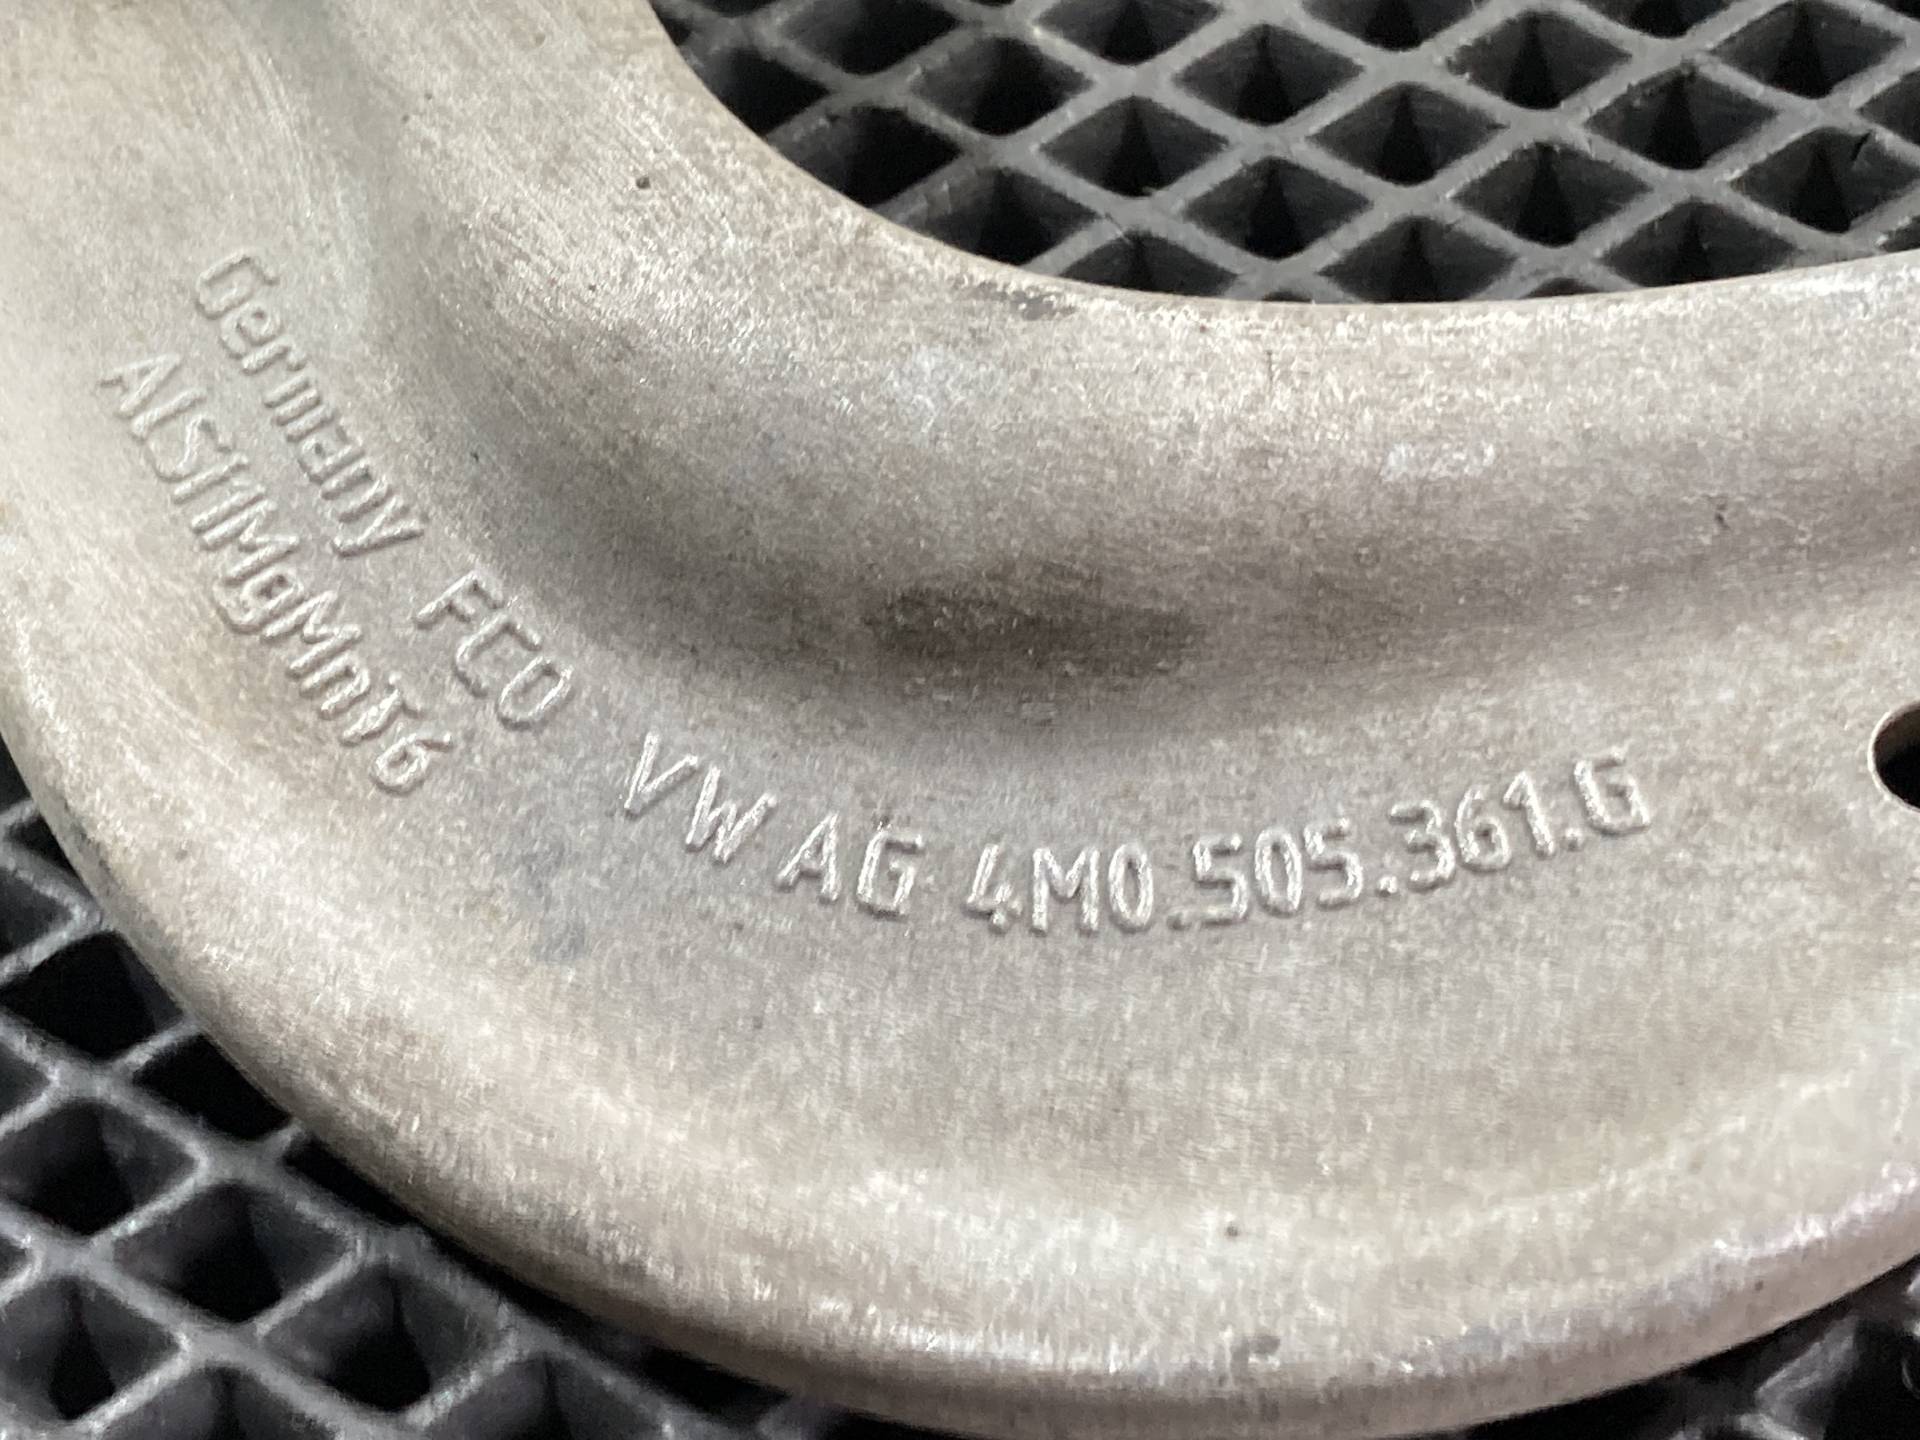 Germany FCO VW AG 4M0.505.361.G
AlSi1MgMnT6